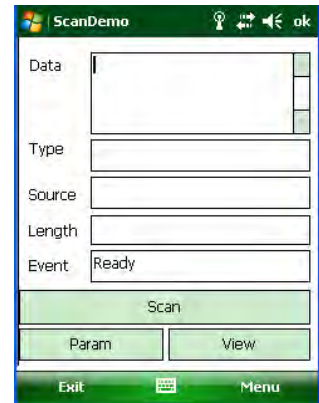 ScanDemo ok
Data
Type
Source
Length
Event Ready
Scan
Param View
Exit Menu